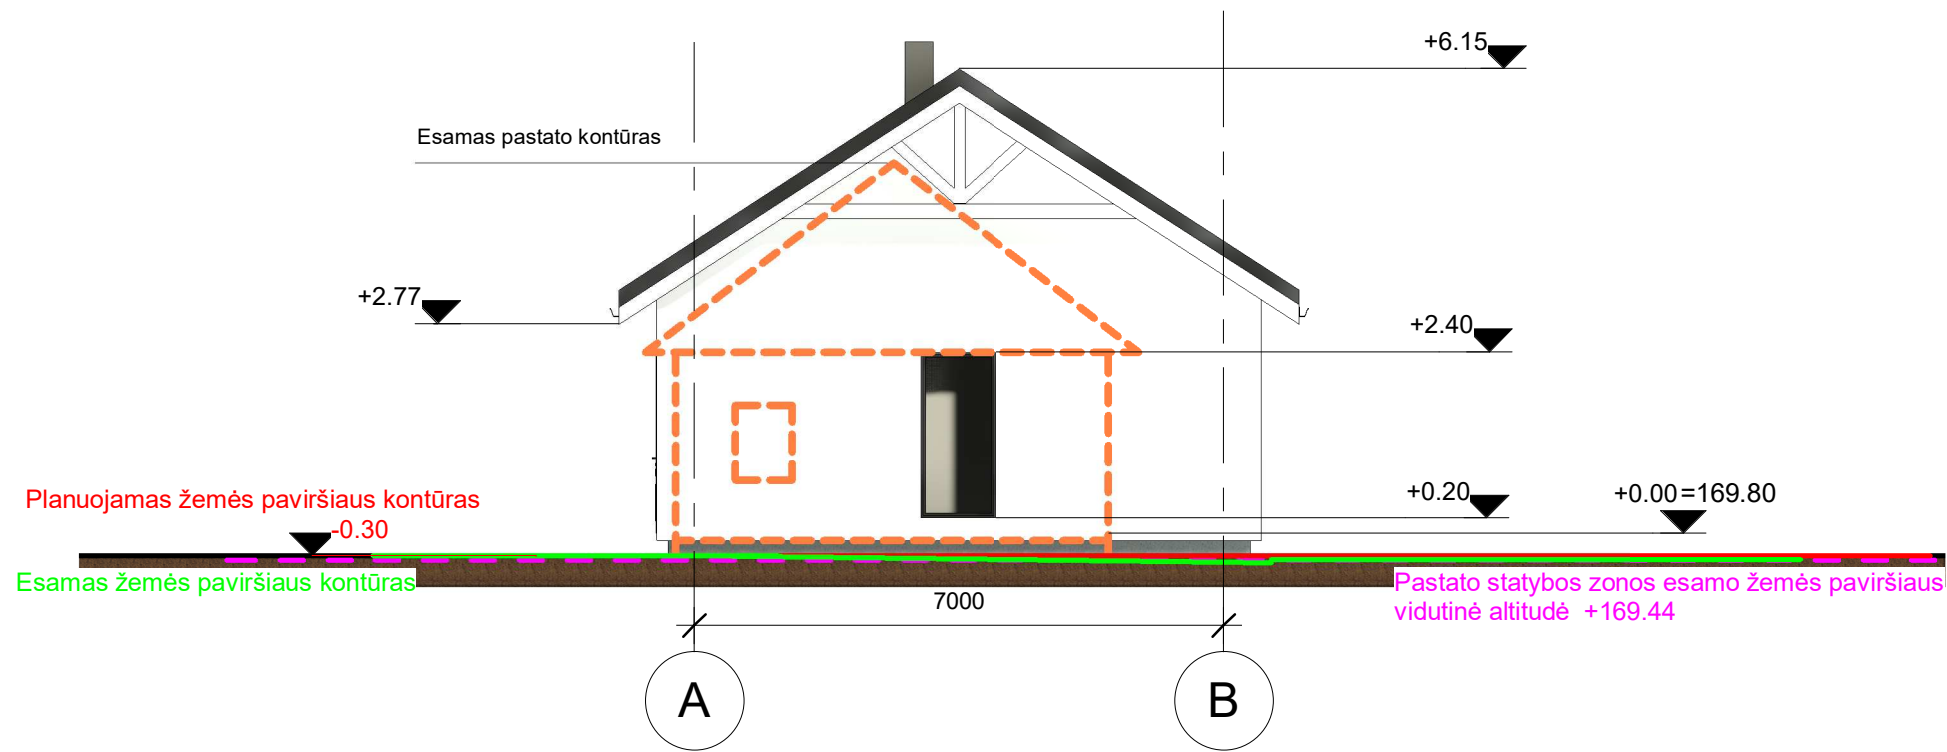 +6.15
Esamas pastato kontūras
+2.77
+2.40
+0.20
+0.00=169.80
Planuojamas žemės paviršiaus kontūras
-0.30
Esamas žemės paviršiaus kontūras
Pastato statybos zonos esamo žemės paviršiaus
vidutinė altitudė +169.44
7000
A
B